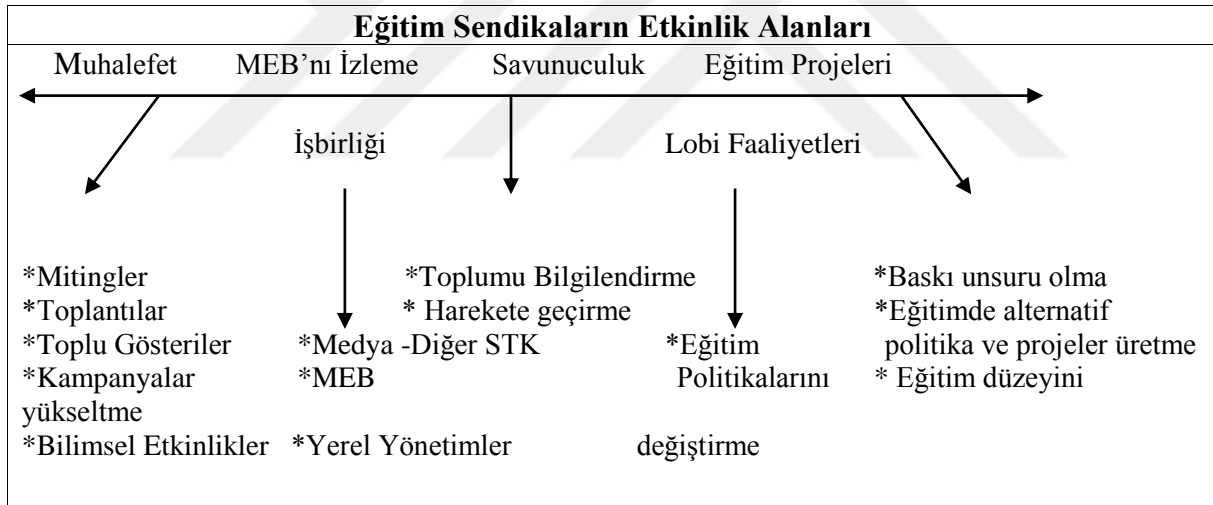 Eğitim Sendikaların Etkinlik Alanları
Muhalefet MEB’nı İzleme Savunuculuk Eğitim Projeleri
İşbirliği Lobi Faaliyetleri
*Mitingler *Toplumu Bilgilendirme *Baskı unsuru olma
*Toplantılar * Harekete geçirme *Eğitimde alternatif
*Toplu Gösteriler *Medya -Diğer STK *Eğitim politika ve projeler üretme
*Kampanyalar *MEB Politikalarını * Eğitim düzeyini
yükseltme
*Bilimsel Etkinlikler *Yerel Yönetimler değiştirme